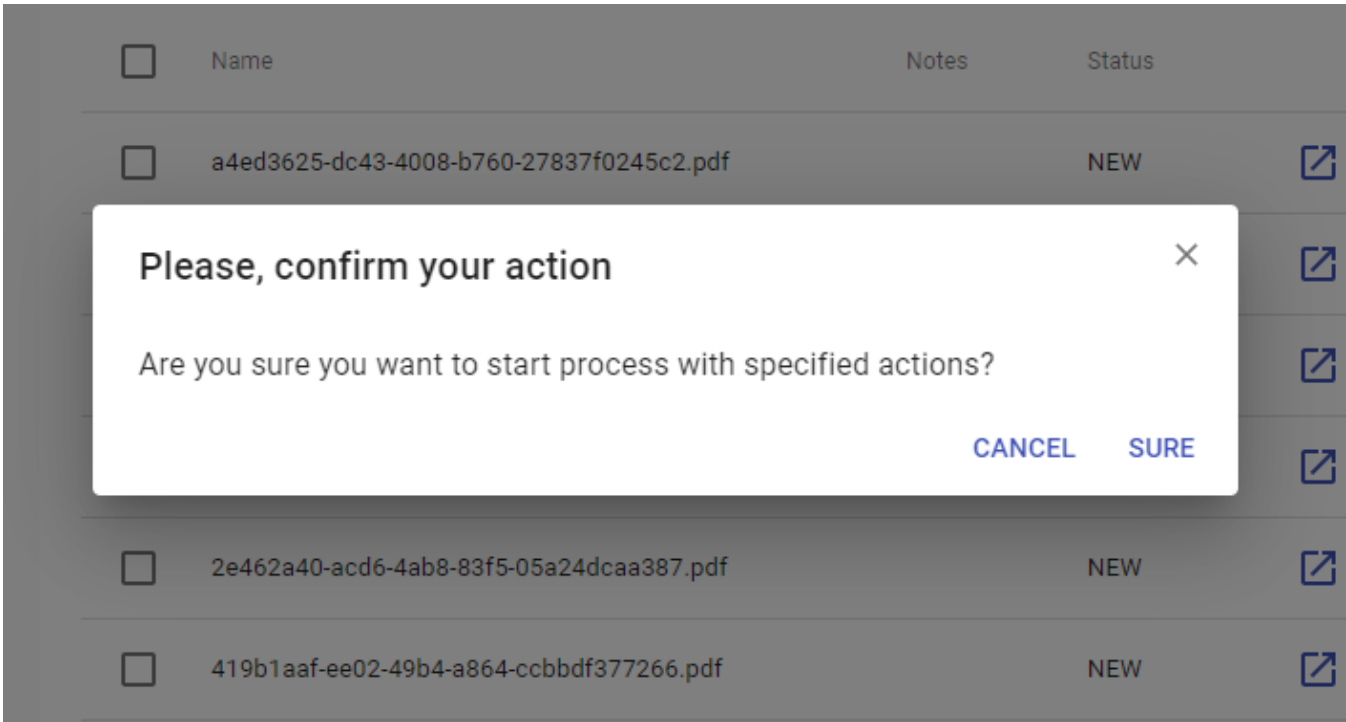 Name Notes Status
a4ed3625-dc43-4008-b760-27837f0245c2.pdf NEW
Please, confirm your action
Are you sure you want to start process with specified actions?
CANCEL SURE
2e462a40-acd6-4ab8-83f5-05a24dcaa387.pdf NEW
419b1aaf-ee02-49b4-a864-ccbbdf377266.pdf NEW